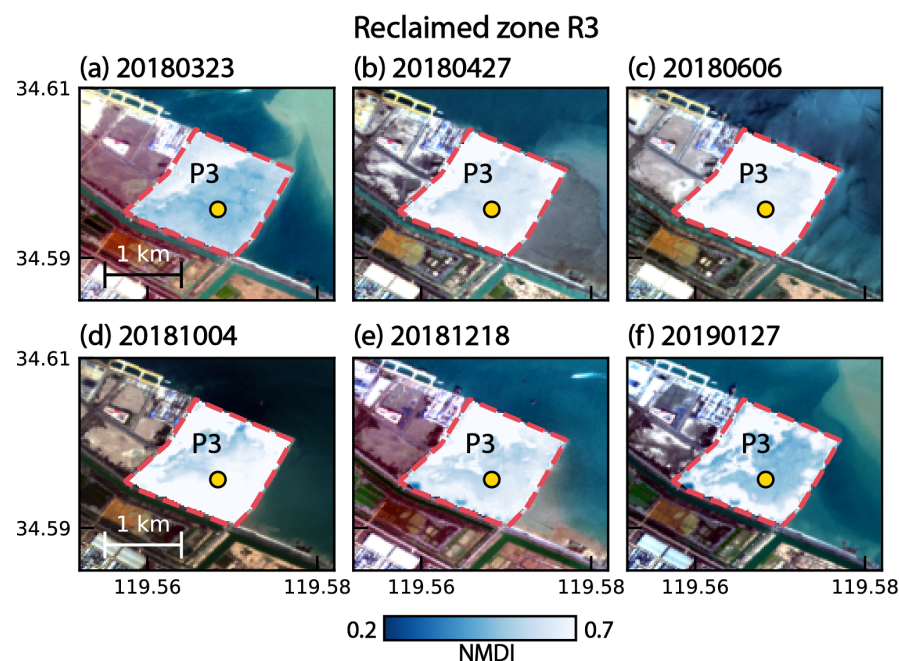 Reclaimed zone R3
(a) 20180323
(b) 20180427
(c) 20180606
34.61
P3
P3
P3
34.59
1 km
(d) 20181004
(e) 20181218
(f) 20190127
34.61
P3
P3
P3
34.59
1 km
119.56
119.58
119.56
119.58
119.56
119.58
0.2
0.7
NMDI